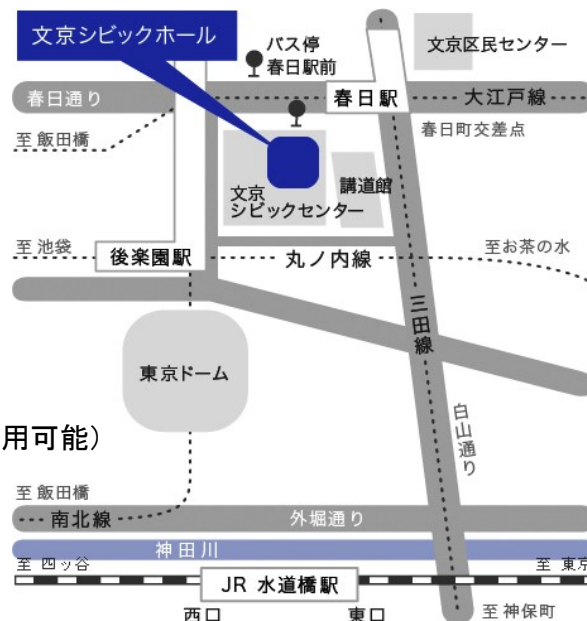 文京シビックホール
バス停
春日駅前
文京区民センター
春日通り
春日駅
大江戸線
至 飯田橋
春日町交差点
講道館
文京
シビックセンター
至 池袋
後楽園駅
丸ノ内線
至お茶の水
三田線
東京ドーム
白山通り
用可能）
至 飯田橋
南北線
外堀通り
神田川
至 四ッ谷
至 東京
JR 水道橋駅
西口
東口
至 神保町